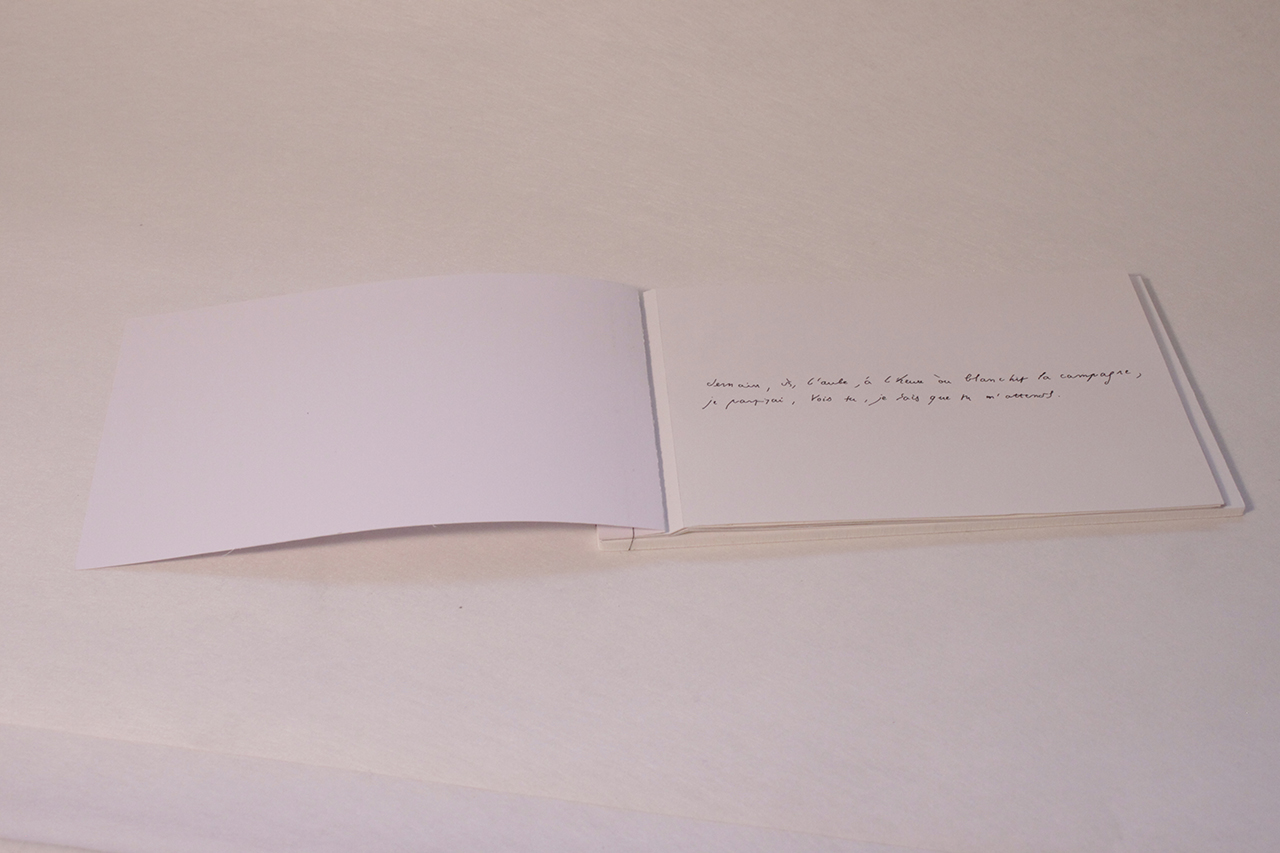 demain, dès l'aube, à l'heure où blanchit la campagne,
je partirai, vois tu, je sais que tu m'attends.